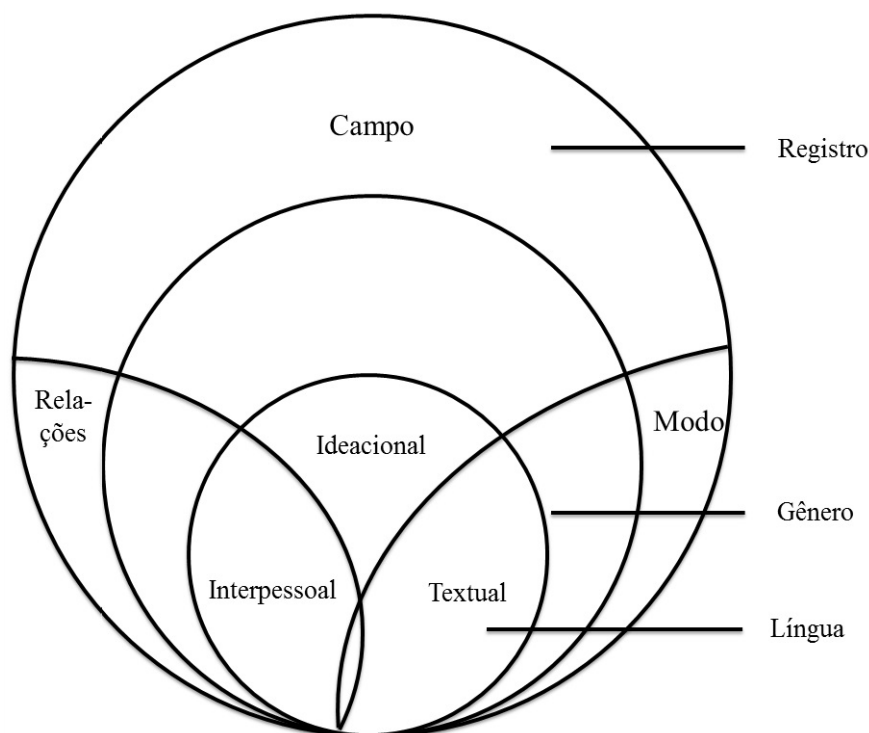 Campo
Registro
Rela-
ções
Ideacional
Modo
Gênero
Interpessoal
Textual
Língua